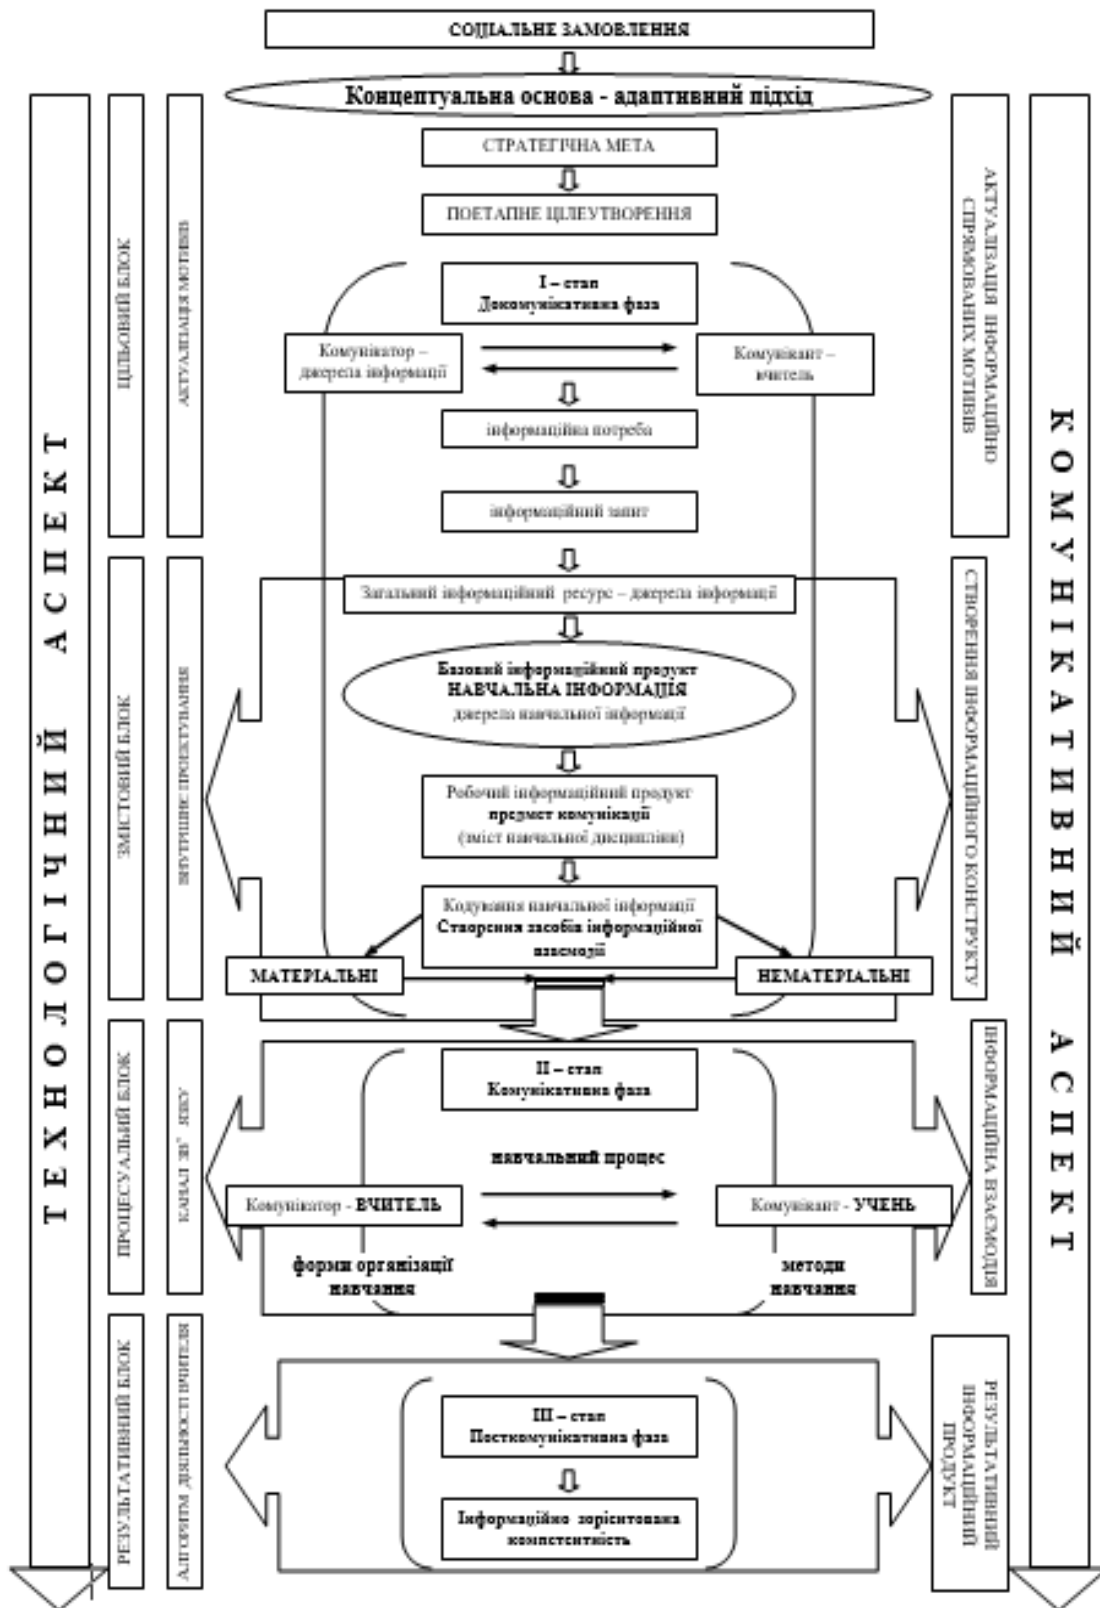 СОЦІАЛЬНЕ ЗАМОВЛЕННЯ
Концептуальна основа - адаптивний підхід
СТРАТЕГІЧНА МЕТА
ПОЕТАПНЕ ЦІЛЕУТВОРЕННЯ
І – етап
Докомунікативна фаза
Комунікатор –
джерела інформації
Комунікант –
вчитель
інформаційна потреба
інформаційний запит
Загальний інформаційний ресурс – джерела інформації
Базовий інформаційний продукт
НАВЧАЛЬНА ІНФОРМАЦІЯ
джерела навчальної інформації
Робочий інформаційний продукт
предмет комунікації
(зміст навчальної дисципліни)
Кодування навчальної інформації
Створення засобів інформаційної
взаємодії
МАТЕРІАЛЬНІ
НЕМАТЕРІАЛЬНІ
ІІ – етап
Комунікативна фаза
навчальний процес
Комунікатор - ВЧИТЕЛЬ
Комунікант - УЧЕНЬ
форми організації
навчання
методи
навчання
ІІІ – етап
Посткомунікативна фаза
Інформаційно зорієнтована
компетентність
ТЕХНОЛОГІЧНИЙ АСПЕКТ
ЦІЛЬОВИЙ БЛОК
АКТУАЛІЗАЦІЯ МОТИВІВ
ЗМІСТОВИЙ БЛОК
ВНУТРІШНЄ ПРОЕКТУВАННЯ
ПРОЦЕСУАЛЬНИЙ БЛОК
КАНАЛ ЗВ'ЯЗКУ
РЕЗУЛЬТАТИВНИЙ БЛОК
АЛГОРИТМ ДІЯЛЬНОСТІ ВЧИТЕЛЯ
АКТУАЛІЗАЦІЯ ІНФОРМАЦІЙНО
СПРЯМОВАНИХ МОТИВІВ
СТВОРЕННЯ ІНФОРМАЦІЙНОГО КОНСТРУКТУ
ІНФОРМАЦІЙНА ВЗАЄМОДІЯ
РЕЗУЛЬТАТИВНИЙ
ІНФОРМАЦІЙНИЙ
ПРОДУКТ
КОМУНІКАТИВНИЙ АСПЕКТ